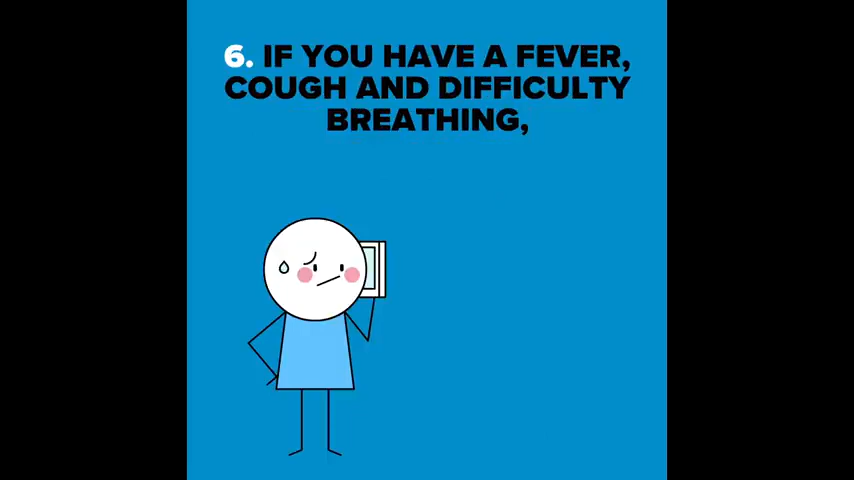 6. IF YOU HAVE A FEVER,
COUGH AND DIFFICULTY
BREATHING,